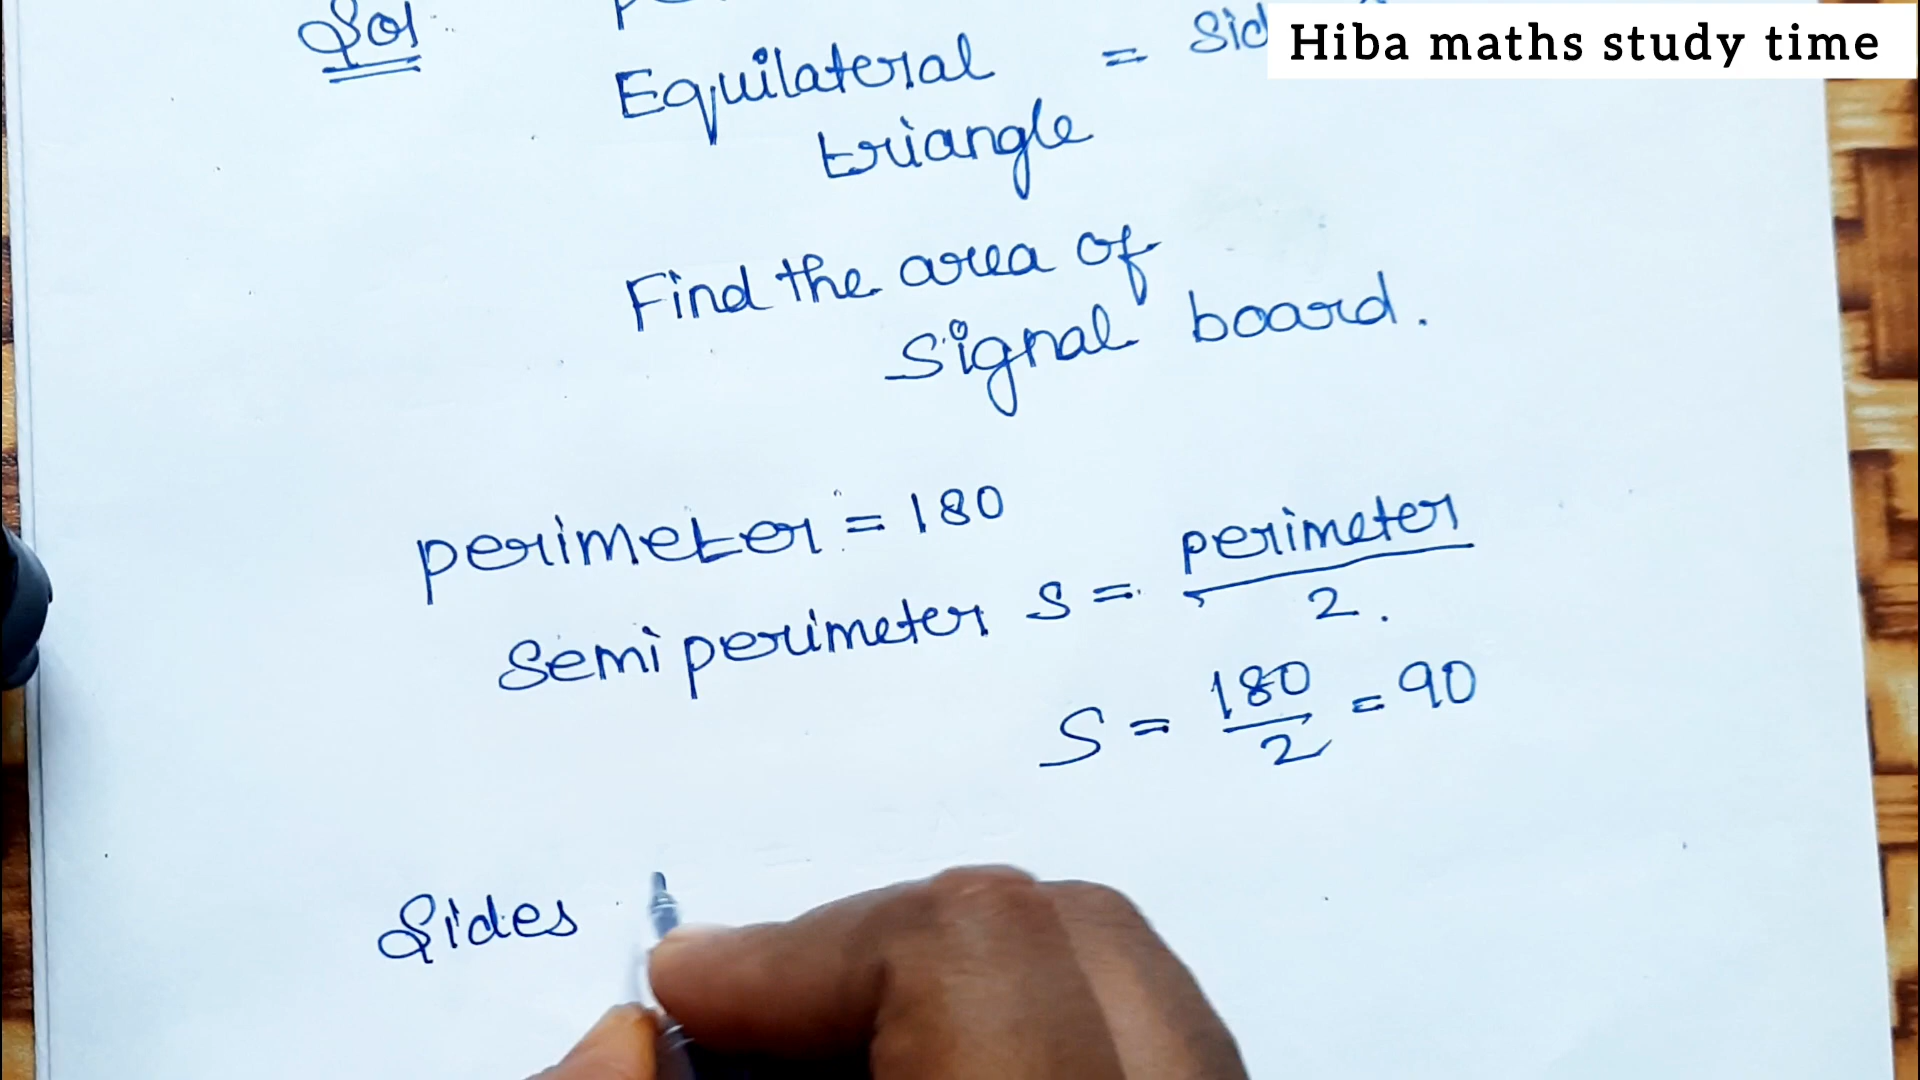 Hiba maths study time
Sol
Equilateral =
triangle
Find the area of
signal board.
perimeter = 180
Semi perimeter S = perimeter
2.
S = 180 = 90
2
Sides